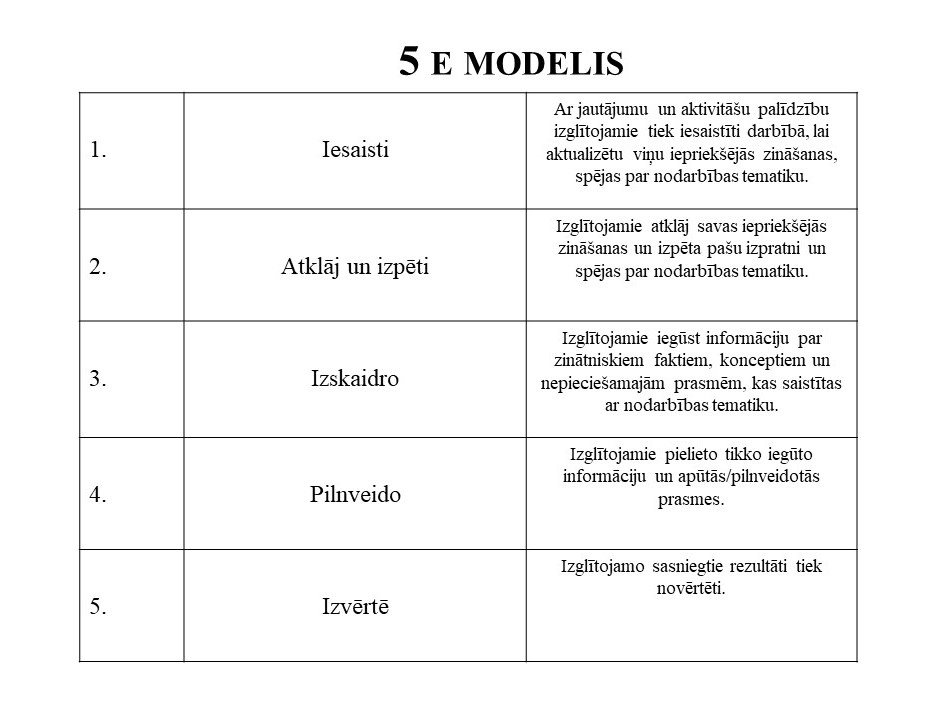 5 E MODELIS
1.
Iesaisti
Ar jautājumu un aktivitāšu palīdzību
izglītojamie tiek iesaistīti darbībā, lai
aktualizētu viņu iepriekšējās zināšanas,
spējas par nodarbības tematiku.
2.
Atklāj un izpēti
Izglītojamie atklāj savas iepriekšējās
zināšanas un izpēta pašu izpratni un
spējas par nodarbības tematiku.
3.
Izskaidro
Izglītojamie iegūst informāciju par
zinātniskiem faktiem, konceptiem un
nepieciešamajām prasmēm, kas saistītas
ar nodarbības tematiku.
4.
Pilnveido
Izglītojamie pielieto tikko iegūto
informāciju un apūtās/pilnveidotās
prasmes.
5.
Izvērtē
Izglītojamo sasniegtie rezultāti tiek
novērtēti.